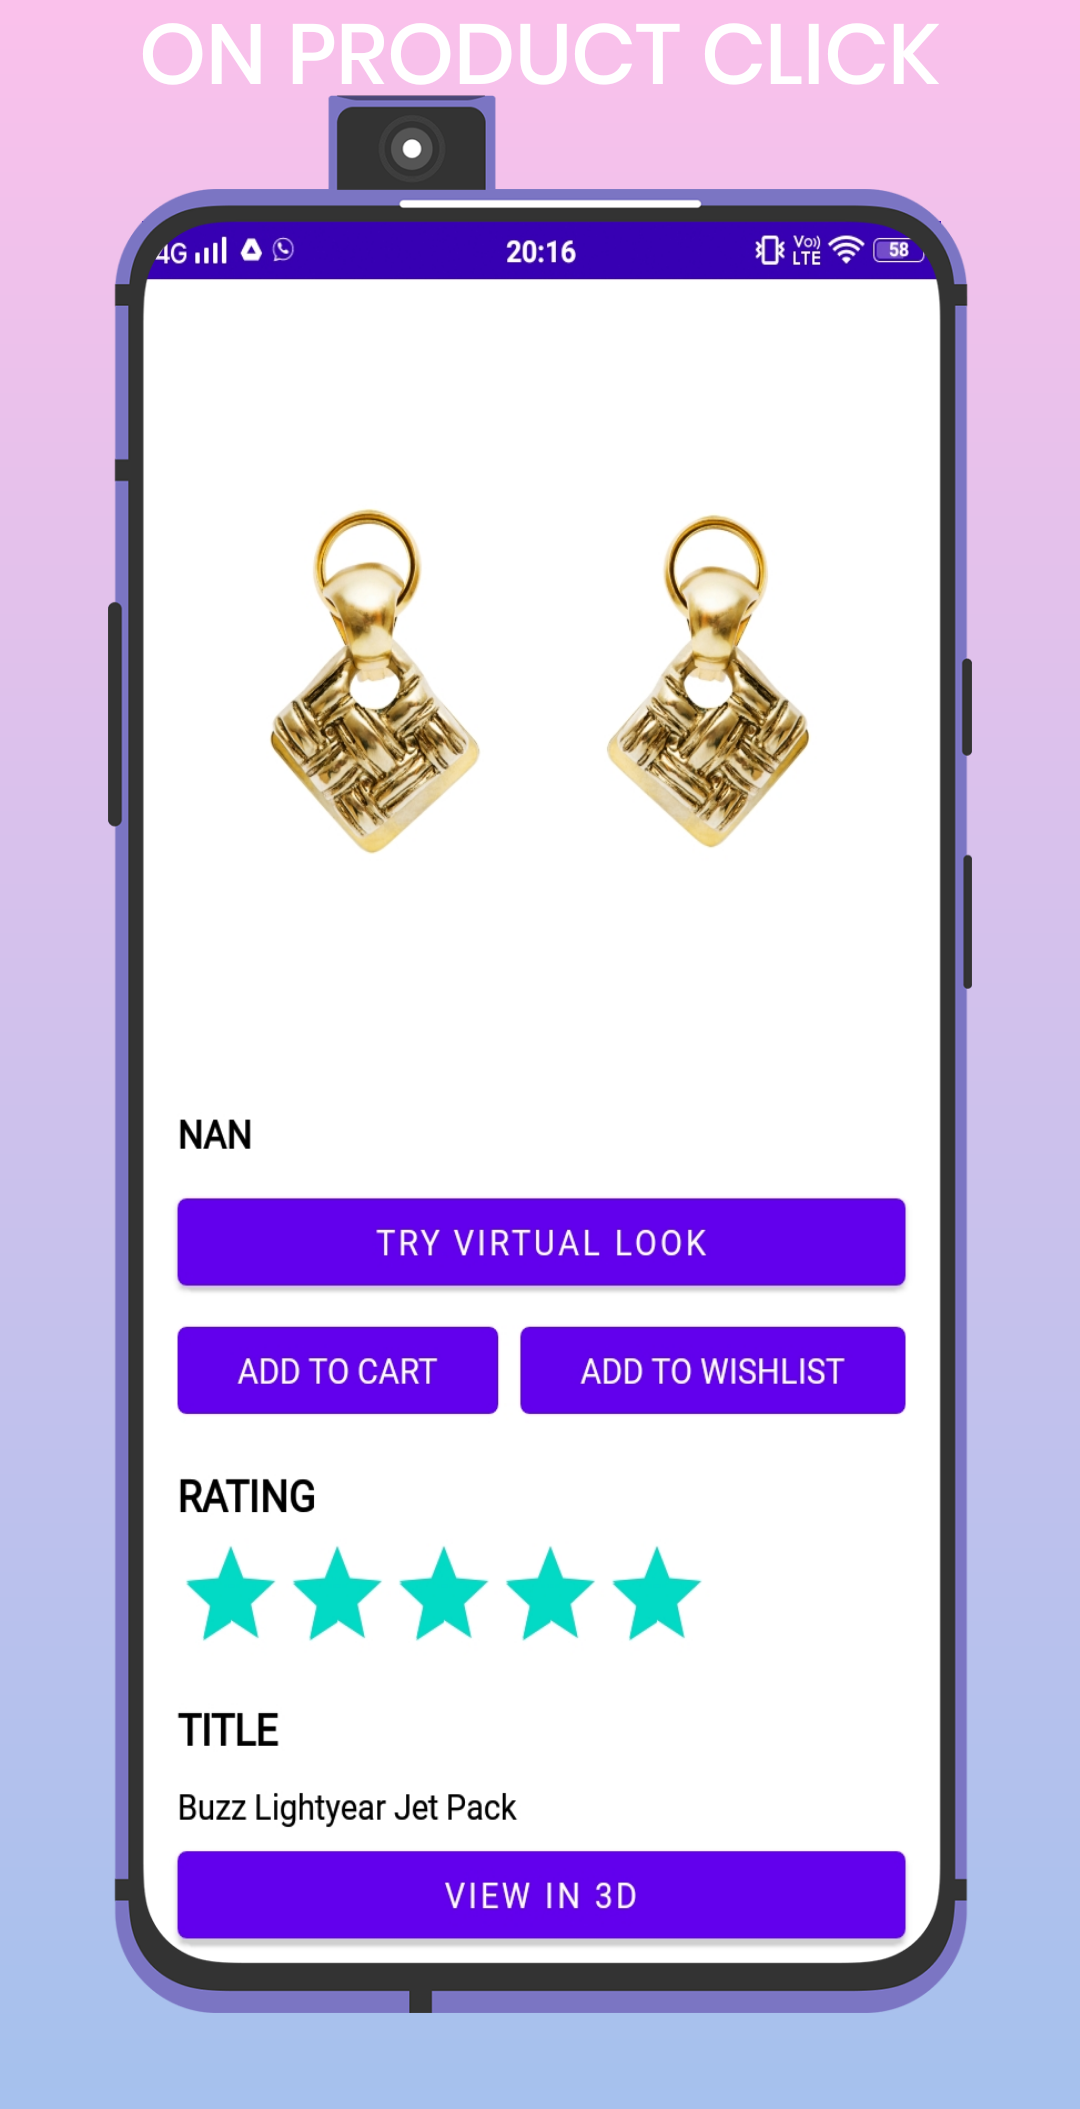 ON PRODUCT CLICK
4G 20:16 Vo)) LTE 58
NAN
TRY VIRTUAL LOOK
ADD TO CART ADD TO WISHLIST
RATING
TITLE
Buzz Lightyear Jet Pack
VIEW IN 3D